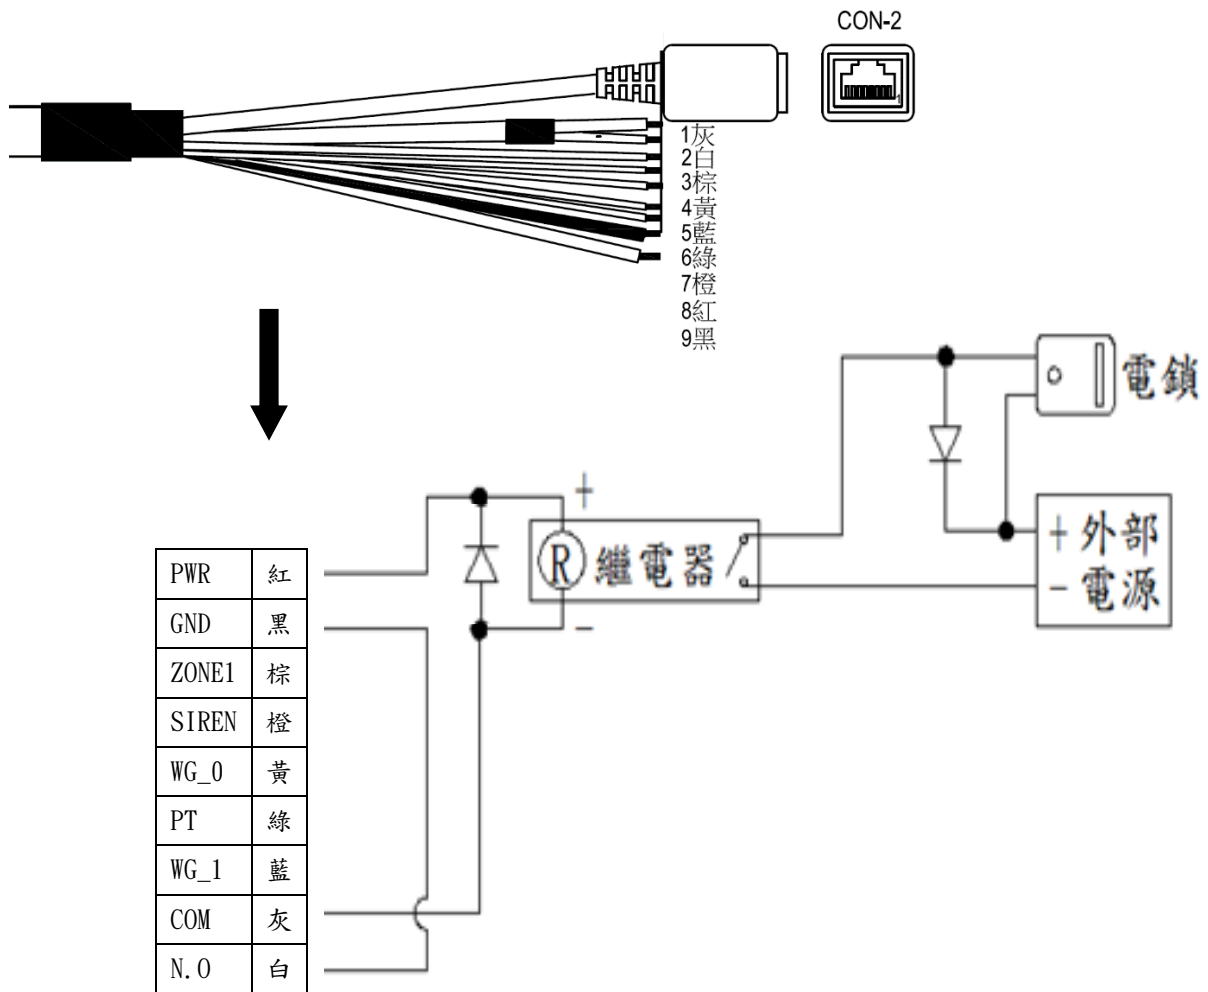 CON-2
1
1灰
2白
3棕
4黃
5藍
6綠
7橙
8紅
9黑
電鎖
+
R 繼電器
-
+ 外部
- 電源
PWR 紅
GND 黑
ZONE1 棕
SIREN 橙
WG_0 黃
PT 綠
WG_1 藍
COM 灰
N.O 白